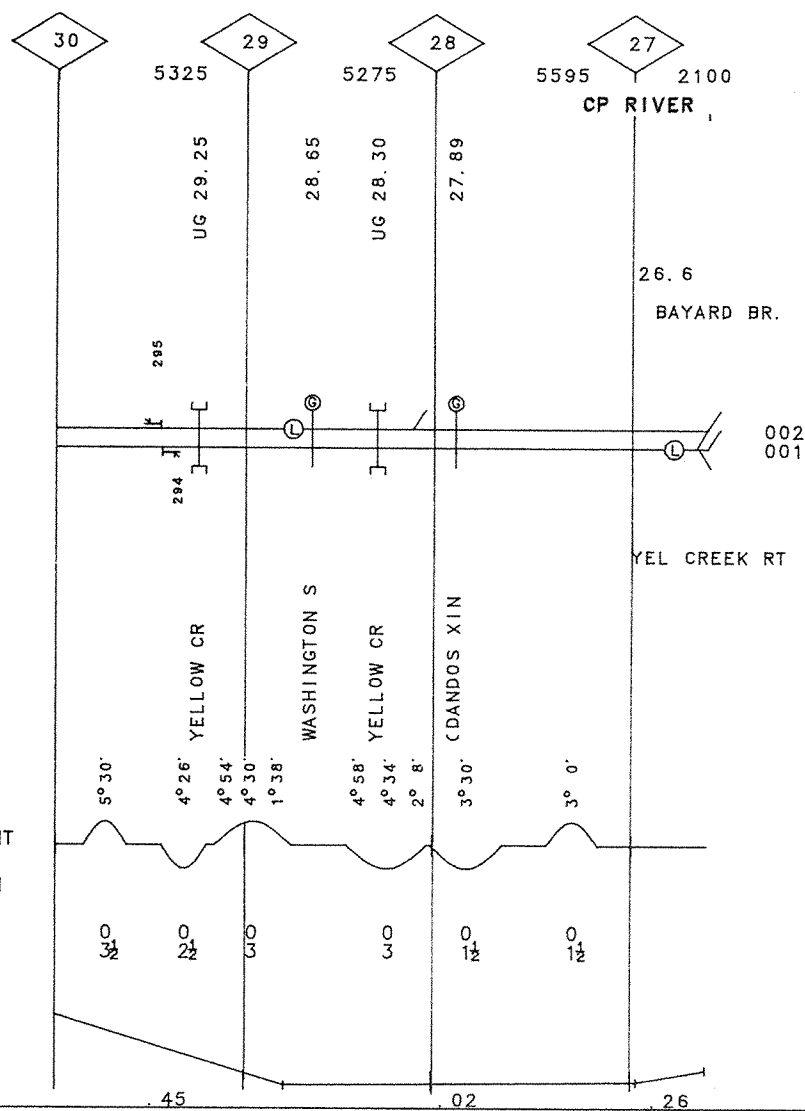 30 29 28 27
5325 5275 5595 2100
CP RIVER
UG 29.25
28.65
UG 28.30
27.89
26.6
BAYARD BR.
295
L G G
002
001
L
294
YEL CREEK RT
YELLOW CR
WASHINGTON S
YELLOW CR
(DANDOS XIN
5° 30'
4° 26'
4° 54'
4° 30'
1° 38'
4° 58'
4° 34'
2° 8'
3° 30'
3° 0'
0 0 0 0 0 0
3½ 2½ 3 3 1½ 1½
.45 .02 .26